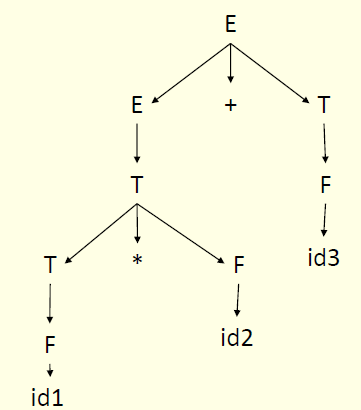 E
E + T
T F
T * F id3
F id2
id1